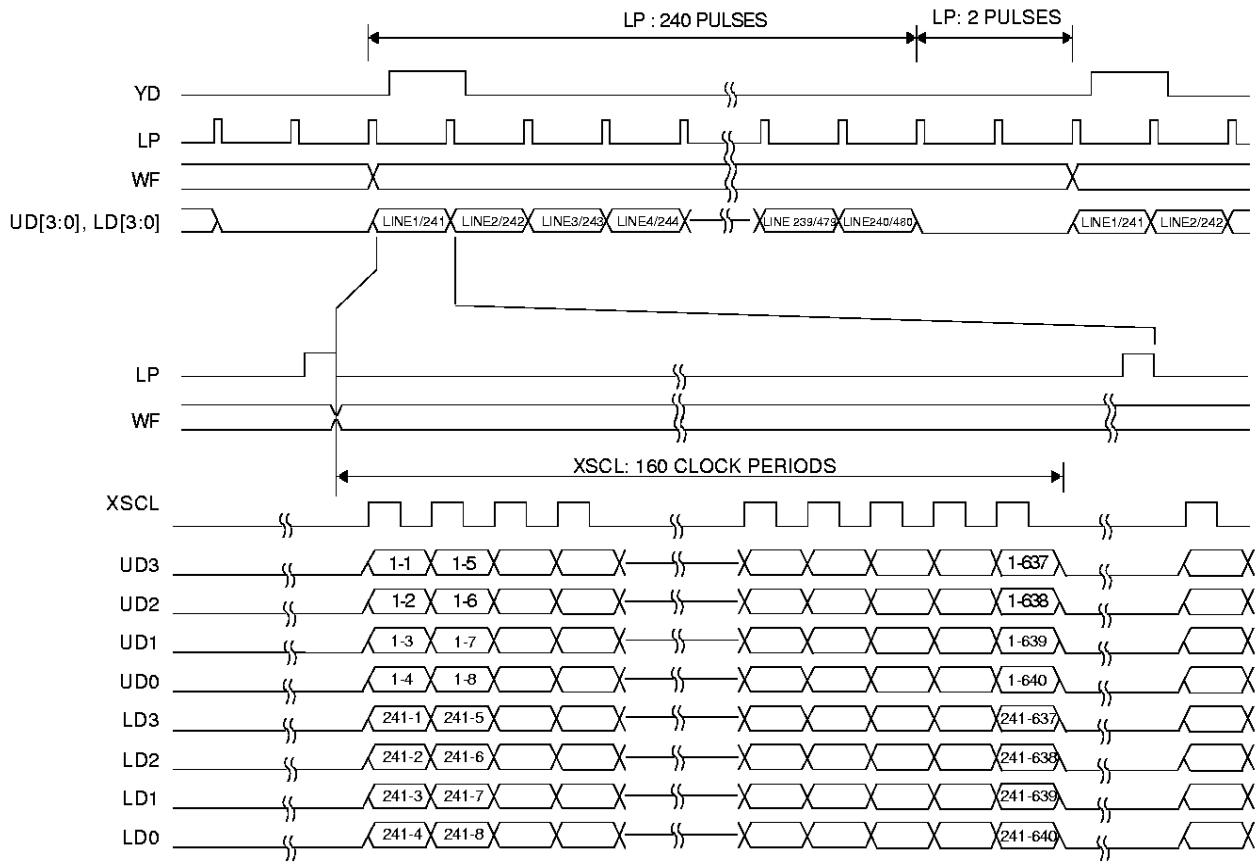 LP : 240 PULSES LP: 2 PULSES
YD
LP
WF
UD[3:0], LD[3:0] LINE1/241 LINE2/242 LINE3/243 LINE4/244 LINE 239/479 LINE240/480 LINE1/241 LINE2/242
LP
WF
XSCL: 160 CLOCK PERIODS
XSCL
UD3 1-1 1-5 1-637
UD2 1-2 1-6 1-638
UD1 1-3 1-7 1-639
UD0 1-4 1-8 1-640
LD3 241-1 241-5 241-637
LD2 241-2 241-6 241-638
LD1 241-3 241-7 241-639
LD0 241-4 241-8 241-640